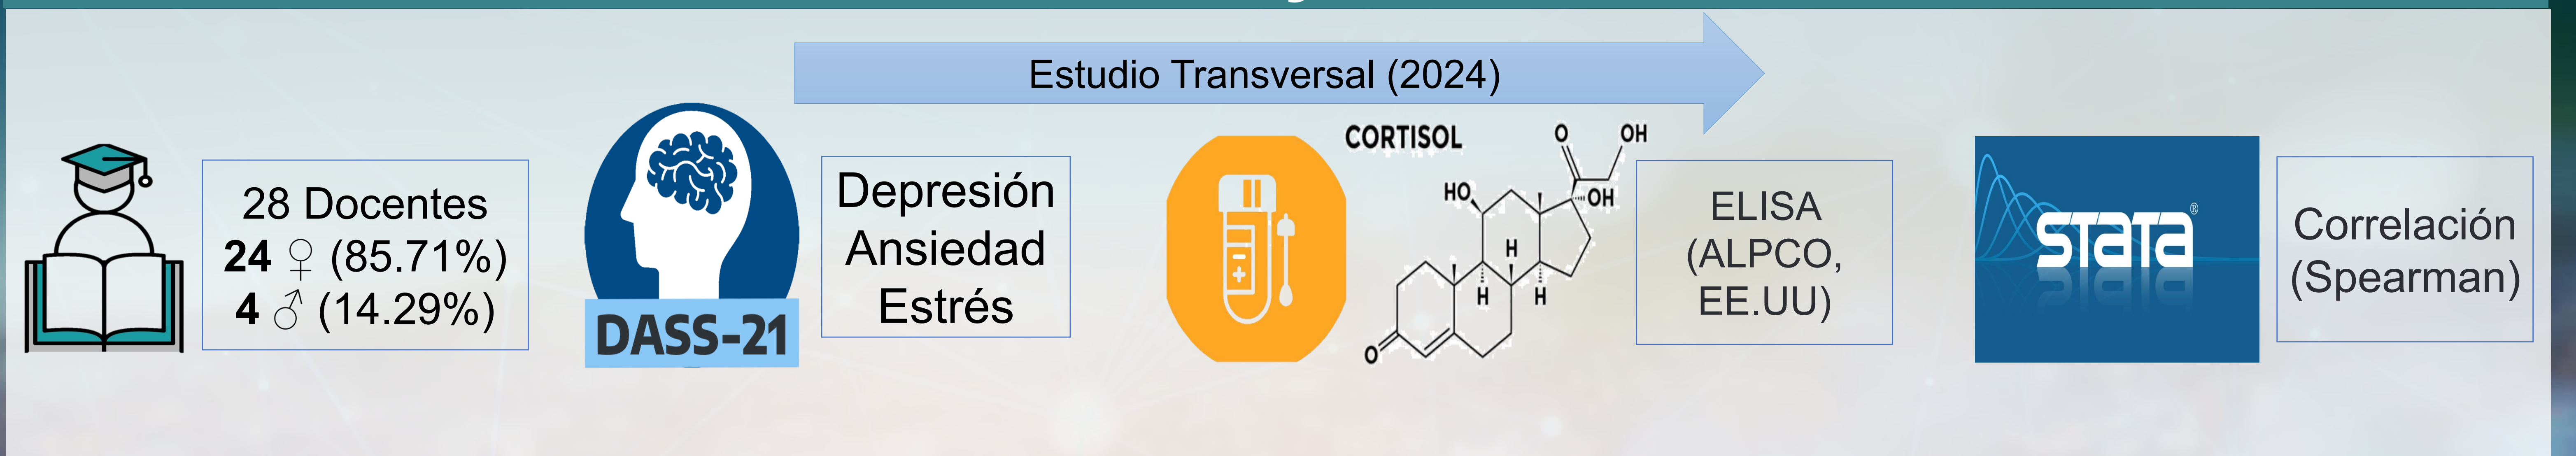 Estudio Transversal (2024)
28 Docentes
24 ♀ (85.71%)
4 ♂ (14.29%)
DASS-21
Depresión
Ansiedad
Estrés
CORTISOL
O
OH
HO
OH
H
H
H
O
ELISA
(ALPCO,
EE.UU)
STATA®
Correlación
(Spearman)